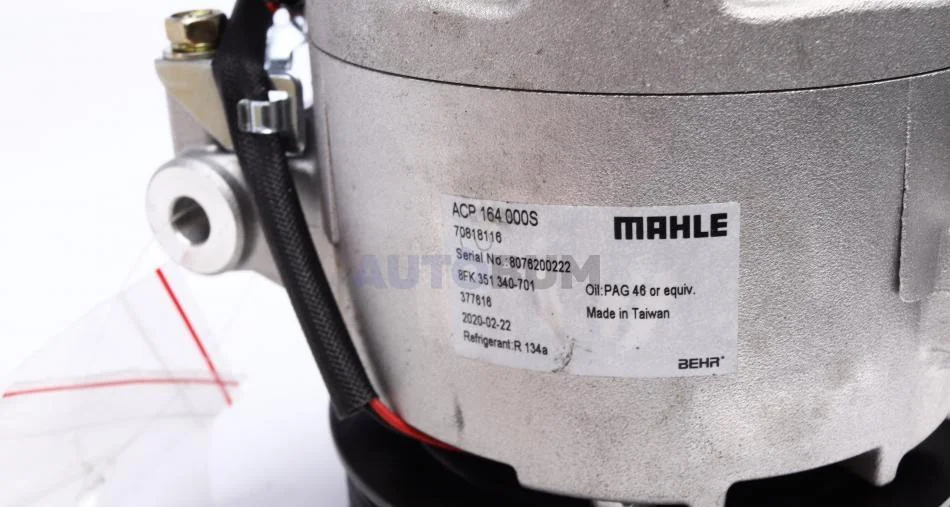 ACP 164 000S
MAHLE
70818116
Serial No.:8076200222
8FK 351 340-701
Oil:PAG 46 or equiv.
377616
Made in Taiwan
2020-02-22
Refrigerant:R 134a
BEHR
AUTOBUM